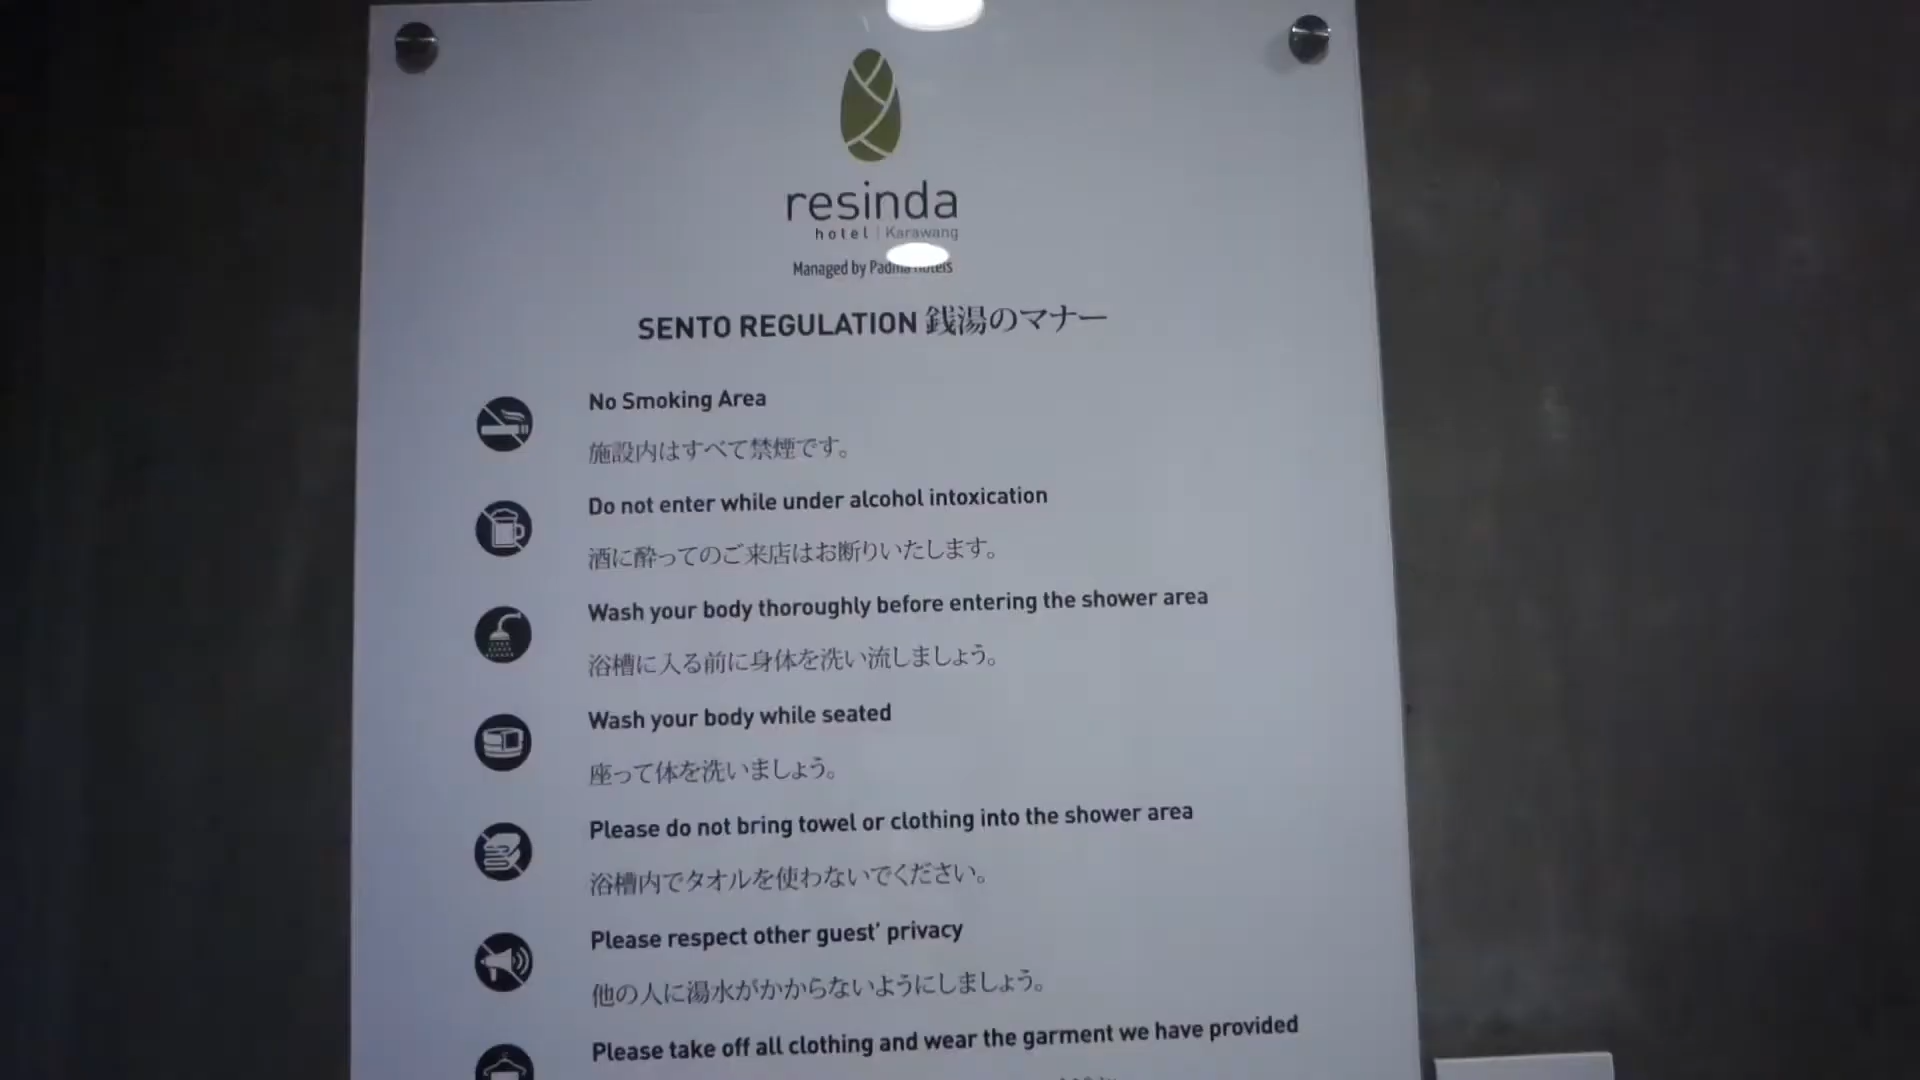 resinda
hotel | Karawang
Managed by Padma Hotels
SENTO REGULATION 銭湯のマナー
No Smoking Area
施設内はすべて禁煙です。
Do not enter while under alcohol intoxication
酒に酔ってのご来店はお断りいたします。
Wash your body thoroughly before entering the shower area
浴槽に入る前に身体を洗い流しましょう。
Wash your body while seated
座って体を洗いましょう。
Please do not bring towel or clothing into the shower area
浴槽内でタオルを使わないでください。
Please respect other guest' privacy
他の人に湯水がかからないようにしましょう。
Please take off all clothing and wear the garment we have provided